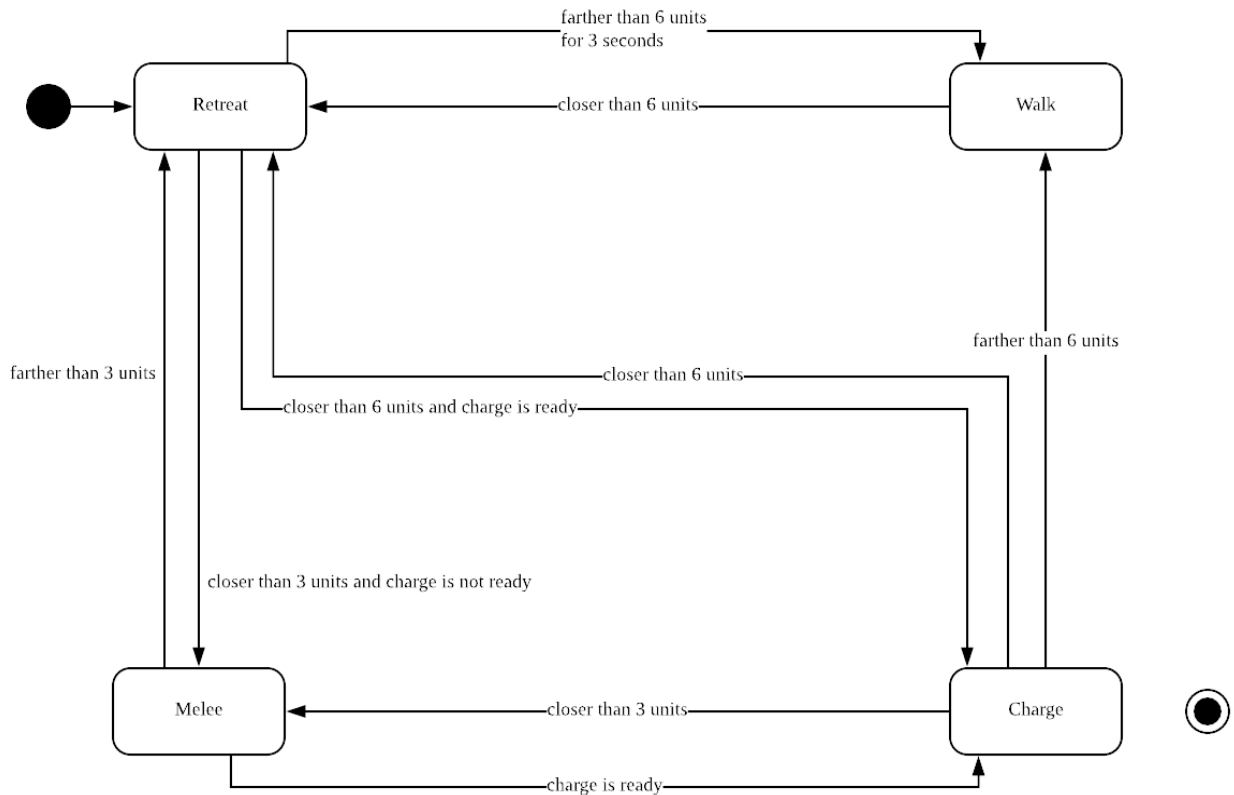 farther than 6 units
for 3 seconds
Retreat
closer than 6 units
Walk
farther than 6 units
farther than 3 units
closer than 6 units
closer than 6 units and charge is ready
closer than 3 units and charge is not ready
Melee
closer than 3 units
Charge
charge is ready